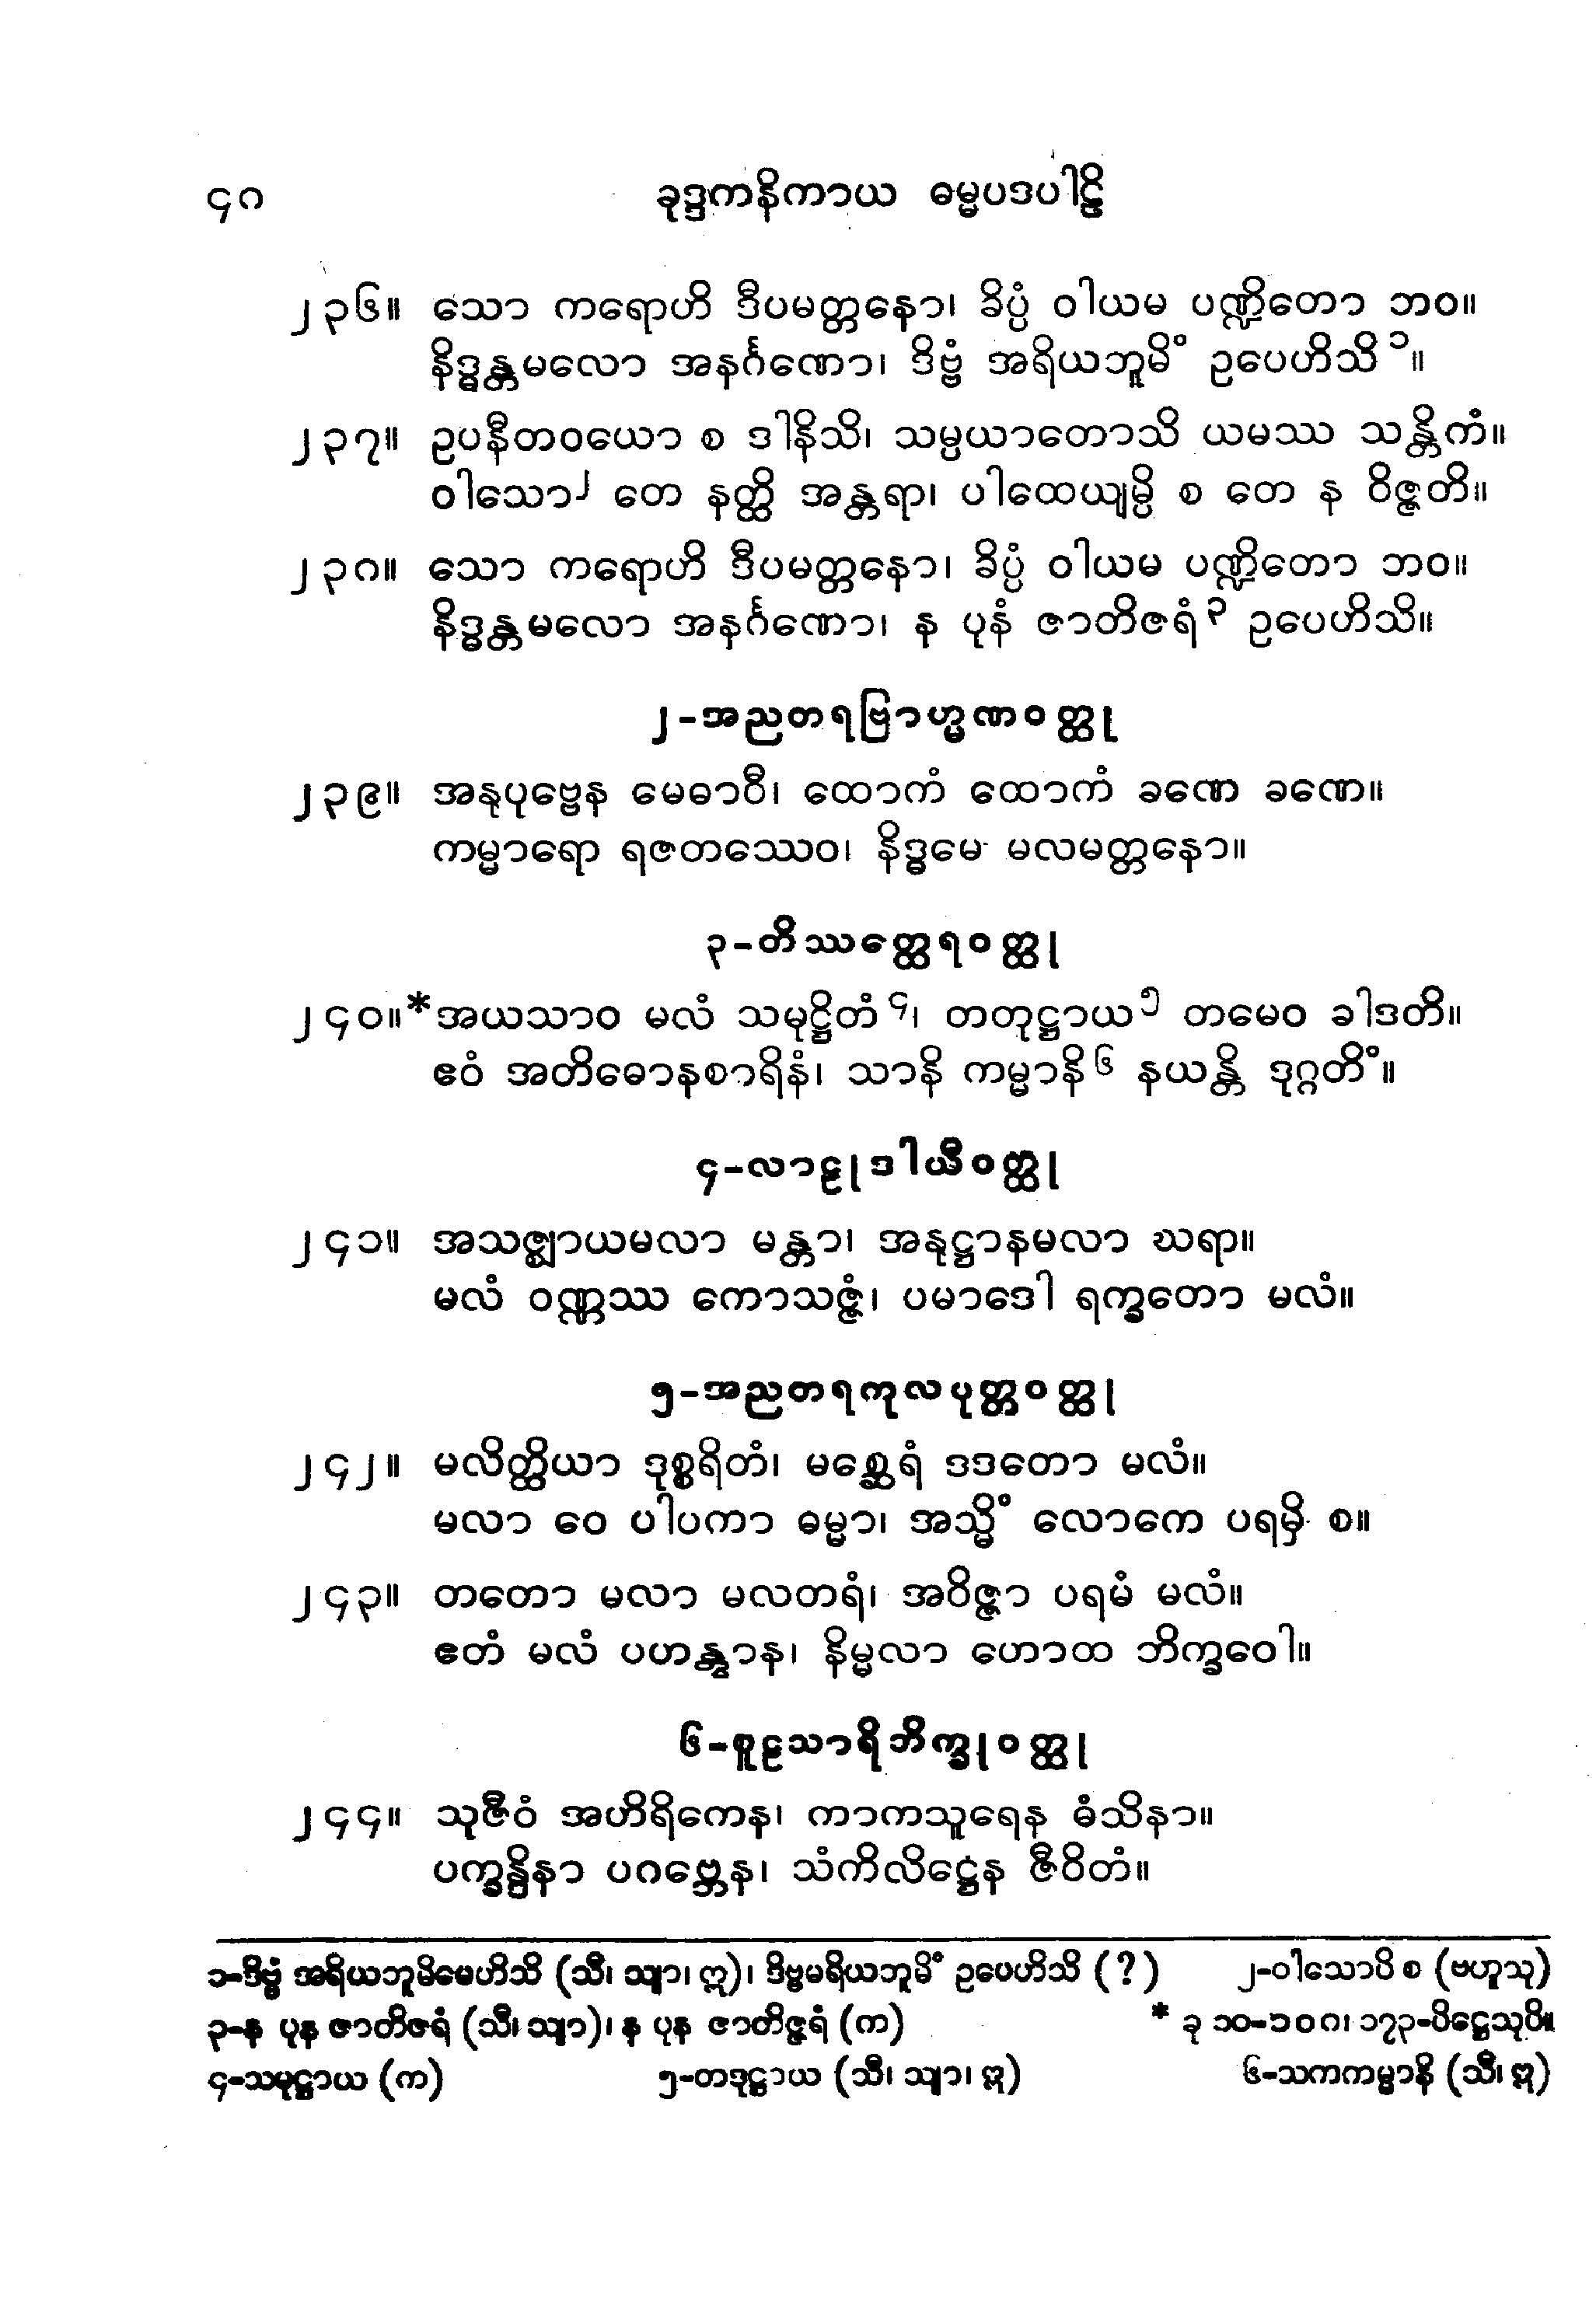 ၄၈ ခုဒ္ဒကနိကာယ ဓမ္မပဒပါဠိ
၂၃၆။ သော ကရောဟိ ဒီပမတ္တနော၊ ခိပ္ပံ ဝါယမ ပဏ္ဍိတော ဘဝ။
နိဒ္ဓန္တမလော အနင်္ဂဏော၊ ဒိဗ္ဗံ အရိယဘူမိံ ဥပေဟိသိ ၁။
၂၃၇။ ဥပနီတဝယော စ ဒါနိသိ၊ သမ္ပယာတောသိ ယမဿ သန္တိကံ။
ဝါသော၂ တေ နတ္ထိ အန္တရာ၊ ပါထေယျမ္ပိ စ တေ န ဝိဇ္ဇတိ။
၂၃၈။ သော ကရောဟိ ဒီပမတ္တနော၊ ခိပ္ပံ ဝါယမ ပဏ္ဍိတော ဘဝ။
နိဒ္ဓန္တမလော အနင်္ဂဏော၊ န ပုနံ ဇာတိဇရံ၃ ဥပေဟိသိ။
၂-အညတရဗြာဟ္မဏဝတ္ထု
၂၃၉။ အနုပုဗ္ဗေန မေဓာဝီ၊ ထောကံ ထောကံ ခဏေ ခဏေ။
ကမ္မာရော ရဇတဿေဝ၊ နိဒ္ဓမေ မလမတ္တနော။
၃-တိဿတ္ထေရဝတ္ထု
၂၄၀။*အယသာဝ မလံ သမုဋ္ဌိတံ ၄၊ တတုဋ္ဌာယ၅ တမေဝ ခါဒတိ။
ဧဝံ အတိဓောနစာရိနံ၊ သာနိ ကမ္မာနိ၆ နယန္တိ ဒုဂ္ဂတိံ။
၄-လာဠုဒါယီဝတ္ထု
၂၄၁။ အသဇ္ဈာယမလာ မန္တာ၊ အနုဋ္ဌာနမလာ ဃရာ။
မလံ ဝဏ္ဏဿ ကောသဇ္ဇံ၊ ပမာဒေါ ရက္ခတော မလံ။
၅-အညတရကုလပုတ္တဝတ္ထု
၂၄၂။ မလိတ္ထိယာ ဒုစ္စရိတံ၊ မစ္ဆေရံ ဒဒတော မလံ။
မလာ ဝေ ပါပကာ ဓမ္မာ၊ အသ္မိံ လောကေ ပရမှိ စ။
၂၄၃။ တတော မလာ မလတရံ၊ အဝိဇ္ဇာ ပရမံ မလံ။
ဧတံ မလံ ပဟန္တွာန၊ နိမ္မလာ ဟောထ ဘိက္ခဝေါ။
၆-စူဠသာရိဘိက္ခုဝတ္ထု
၂၄၄။ သုဇီဝံ အဟိရိကေန၊ ကာကသူရေန ဓံသိနာ။
ပက္ခန္ဒိနာ ပဂဗ္ဘေန၊ သံကိလိဋ္ဌေန ဇီဝိတံ။
၁-ဒိဗ္ဗံ အရိယဘူမိမေဟိသိ (သီ၊ သျာ၊ ဣ)၊ ဒိဗ္ဗမရိယဘူမိံ ဥပေဟိသိ (?) ၂-ဝါသောပိ စ (ဗဟူသု)
၃-န ပုန ဇာတိဇရံ (သီ၊ သျာ)၊ န ပုန ဇာတိဇ္ဇရံ (က) * ခု ၁၀-၁၀၈၊ ၁၇၃-ပိဋ္ဌေသုပိ။
၄-သမုဋ္ဌာယ (က) ၅-တဒုဋ္ဌာယ (သီ၊ သျာ၊ ဣ) ၆-သကကမ္မာနိ (သီ၊ ဣ)